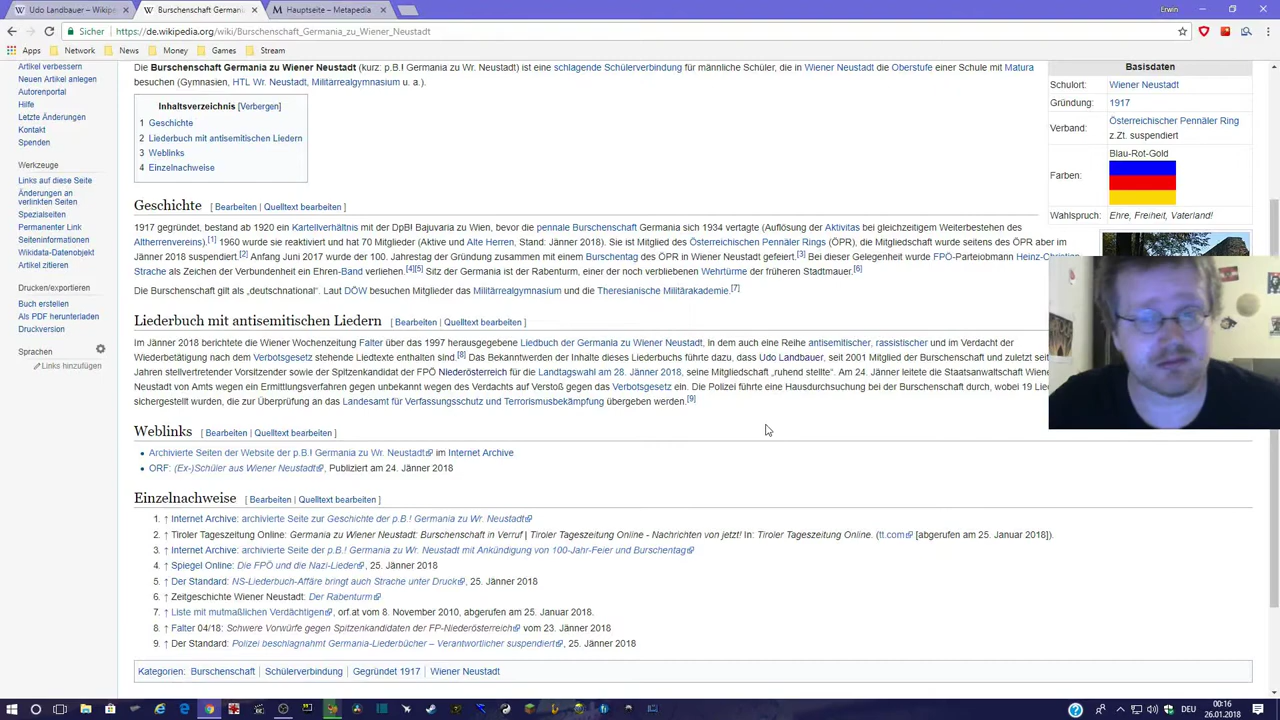 Udo Landbauer – Wikipe
Burschenschaft Germani
Hauptseite – Metapedia
Erwin
Sicher
https://de.wikipedia.org/wiki/Burschenschaft_Germania_zu_Wiener_Neustadt
Apps
Network
News
Money
Games
Stream
Artikel verbessern
Neuen Artikel anlegen
Autorenportal
Hilfe
Letzte Änderungen
Kontakt
Spenden
Werkzeuge
Links auf diese Seite
Änderungen an
verlinkten Seiten
Spezialseiten
Permanenter Link
Seiteninformationen
Wikidata-Datenobjekt
Artikel zitieren
Drucken/exportieren
Buch erstellen
Als PDF herunterladen
Druckversion
Sprachen
Links hinzufügen
Die Burschenschaft Germania zu Wiener Neustadt (kurz: p.B.! Germania zu Wr. Neustadt) ist eine schlagende Schülerverbindung für männliche Schüler, die in Wiener Neustadt die Oberstufe einer Schule mit Matura
besuchen (Gymnasien, HTL Wr. Neustadt, Militärrealgymnasium u. a.).
Inhaltsverzeichnis [Verbergen]
1 Geschichte
2 Liederbuch mit antisemitischen Liedern
3 Weblinks
4 Einzelnachweise
Basisdaten
Schulort: Wiener Neustadt
Gründung: 1917
Verband: Österreichischer Pennäler Ring
z.Zt. suspendiert
Farben: Blau-Rot-Gold
Wahlspruch: Ehre, Freiheit, Vaterland!
Geschichte [ Bearbeiten | Quelltext bearbeiten ]
1917 gegründet, bestand ab 1920 ein Kartellverhältnis mit der DpB! Bajuvaria zu Wien, bevor die pennale Burschenschaft Germania sich 1934 vertagte (Auflösung der Aktivitas bei gleichzeitigem Weiterbestehen des
Altherrenvereins).[1] 1960 wurde sie reaktiviert und hat 70 Mitglieder (Aktive und Alte Herren, Stand: Jänner 2018). Sie ist Mitglied des Österreichischen Pennäler Rings (ÖPR), die Mitgliedschaft wurde seitens des ÖPR aber im
Jänner 2018 suspendiert.[2] Anfang Juni 2017 wurde der 100. Jahrestag der Gründung zusammen mit einem Burschentag des ÖPR in Wiener Neustadt gefeiert.[3] Bei dieser Gelegenheit wurde FPÖ-Parteiobmann Heinz-Christian
Strache als Zeichen der Verbundenheit ein Ehren-Band verliehen.[4][5] Sitz der Germania ist der Rabenturm, einer der noch verbliebenen Wehrtürme der früheren Stadtmauer.[6]
Die Burschenschaft gilt als „deutschnational“. Laut DÖW besuchen Mitglieder das Militärrealgymnasium und die Theresianische Militärakademie.[7]
Liederbuch mit antisemitischen Liedern [ Bearbeiten | Quelltext bearbeiten ]
Im Jänner 2018 berichtete die Wiener Wochenzeitung Falter über das 1997 herausgegebene Liedbuch der Germania zu Wiener Neustadt, in dem auch eine Reihe antisemitischer, rassistischer und im Verdacht der
Wiederbetätigung nach dem Verbotsgesetz stehende Liedtexte enthalten sind.[8] Das Bekanntwerden der Inhalte dieses Liederbuchs führte dazu, dass Udo Landbauer, seit 2001 Mitglied der Burschenschaft und zuletzt seit
Jahren stellvertretender Vorsitzender sowie der Spitzenkandidat der FPÖ Niederösterreich für die Landtagswahl am 28. Jänner 2018, seine Mitgliedschaft „ruhend stellte“. Am 24. Jänner leitete die Staatsanwaltschaft Wiene
Neustadt von Amts wegen ein Ermittlungsverfahren gegen unbekannt wegen des Verdachts auf Verstoß gegen das Verbotsgesetz ein. Die Polizei führte eine Hausdurchsuchung bei der Burschenschaft durch, wobei 19 Lie
sichergestellt wurden, die zur Überprüfung an das Landesamt für Verfassungsschutz und Terrorismusbekämpfung übergeben werden.[9]
Weblinks [ Bearbeiten | Quelltext bearbeiten ]
Archivierte Seiten der Website der p.B.! Germania zu Wr. Neustadt im Internet Archive
ORF: (Ex-)Schüler aus Wiener Neustadt, Publiziert am 24. Jänner 2018
Einzelnachweise [ Bearbeiten | Quelltext bearbeiten ]
1. ↑ Internet Archive: archivierte Seite zur Geschichte der p.B.! Germania zu Wr. Neustadt
2. ↑ Tiroler Tageszeitung Online: Germania zu Wiener Neustadt: Burschenschaft in Verruf | Tiroler Tageszeitung Online - Nachrichten von jetzt! In: Tiroler Tageszeitung Online. (tt.com [abgerufen am 25. Januar 2018]).
3. ↑ Internet Archive: archivierte Seite der p.B.! Germania zu Wr. Neustadt mit Ankündigung von 100-Jahr-Feier und Burschentag
4. ↑ Spiegel Online: Die FPÖ und die Nazi-Lieder, 25. Jänner 2018
5. ↑ Der Standard: NS-Liederbuch-Affäre bringt auch Strache unter Druck, 25. Jänner 2018
6. ↑ Zeitgeschichte Wiener Neustadt: Der Rabenturm
7. ↑ Liste mit mutmaßlichen Verdächtigen, orf.at vom 8. November 2010, abgerufen am 25. Januar 2018.
8. ↑ Falter 04/18: Schwere Vorwürfe gegen Spitzenkandidaten der FP-Niederösterreich vom 23. Jänner 2018
9. ↑ Der Standard: Polizei beschlagnahmt Germania-Liederbücher – Verantwortlicher suspendiert, 25. Jänner 2018
Kategorien: Burschenschaft | Schülerverbindung | Gegründet 1917 | Wiener Neustadt
DEU
00:16
26.01.2018